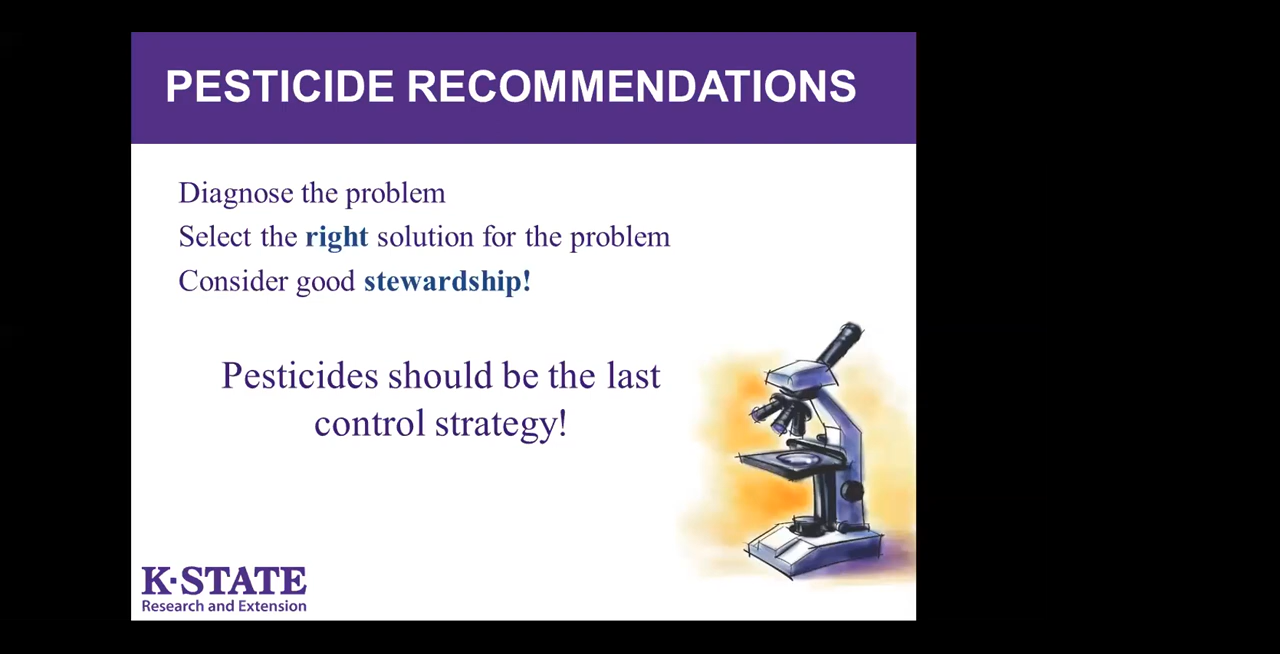 PESTICIDE RECOMMENDATIONS
Diagnose the problem
Select the right solution for the problem
Consider good stewardship!
Pesticides should be the last
control strategy!
K·STATE
Research and Extension